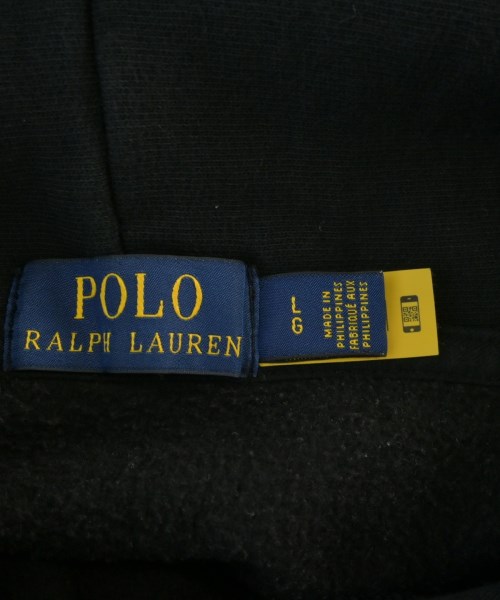 POLO
RALPH LAUREN
L
G
MADE IN
PHILIPPINES
FABRIQUÉ AUX
PHILIPPINES